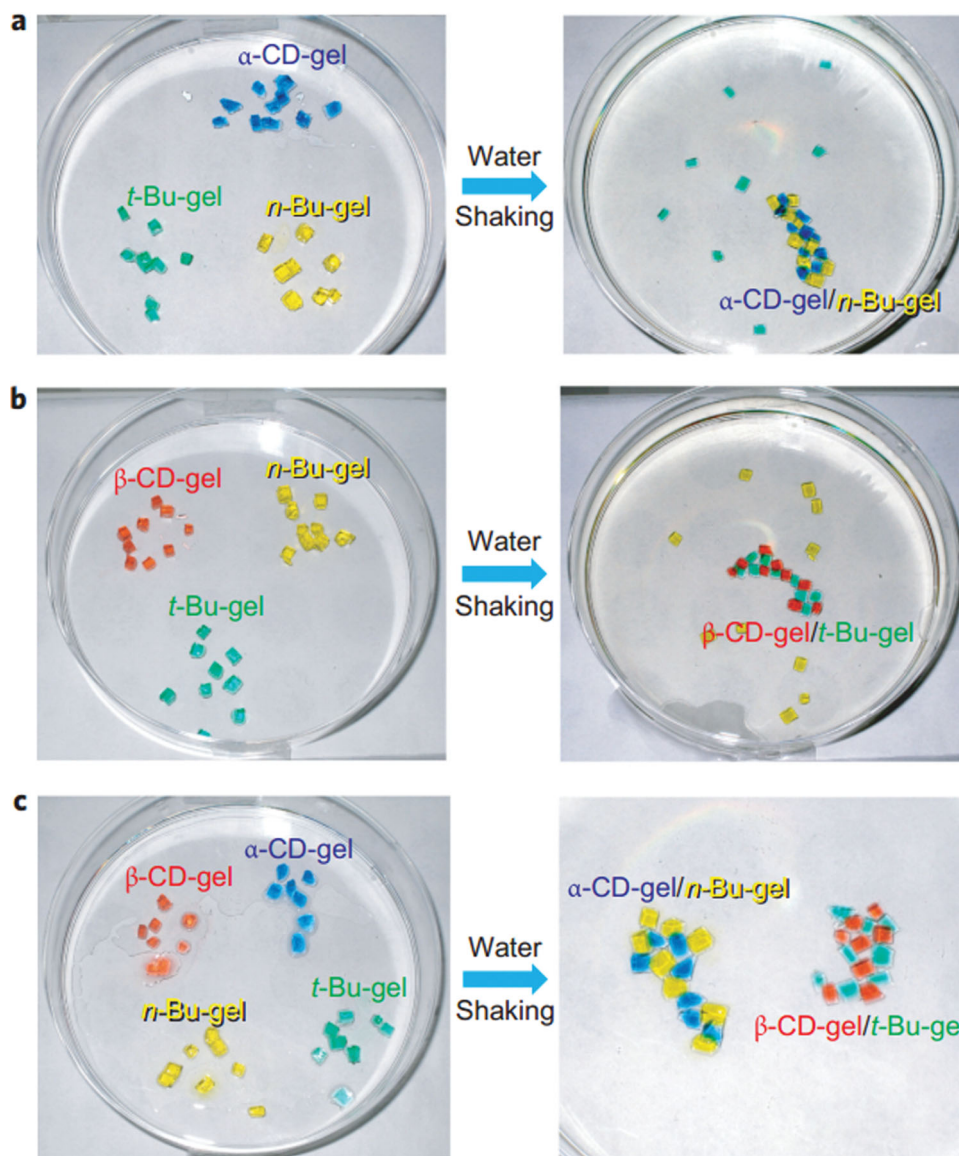 a
α-CD-gel
t-Bu-gel
n-Bu-gel
Water
Shaking
α-CD-gel/n-Bu-gel
b
β-CD-gel
n-Bu-gel
t-Bu-gel
Water
Shaking
β-CD-gel/t-Bu-gel
c
β-CD-gel
α-CD-gel
n-Bu-gel
t-Bu-gel
Water
Shaking
α-CD-gel/n-Bu-gel
β-CD-gel/t-Bu-ge